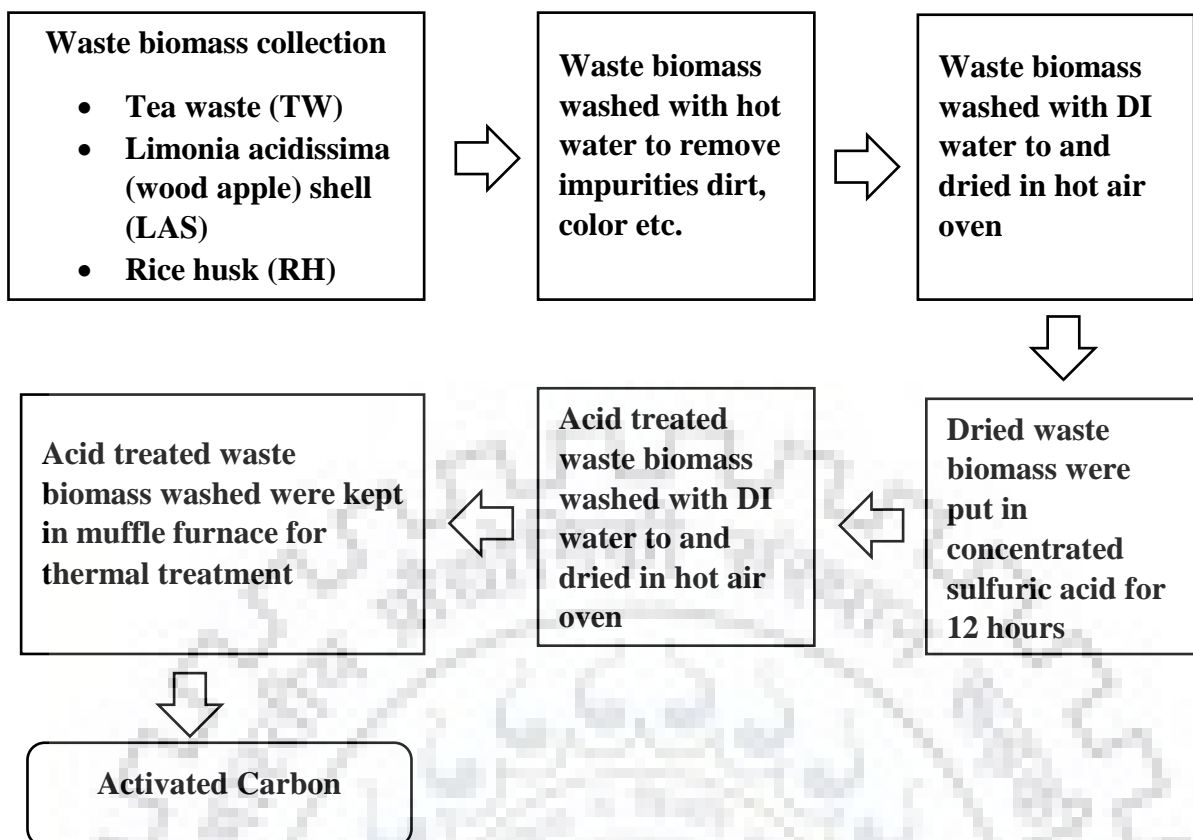 Waste biomass collection
• Tea waste (TW)
• Limonia acidissima
(wood apple) shell
(LAS)
• Rice husk (RH)
Waste biomass
washed with hot
water to remove
impurities dirt,
color etc.
Waste biomass
washed with DI
water to and
dried in hot air
oven
Dried waste
biomass were
put in
concentrated
sulfuric acid for
12 hours
Acid treated
waste biomass
washed with DI
water to and
dried in hot air
oven
Acid treated waste
biomass washed were kept
in muffle furnace for
thermal treatment
Activated Carbon